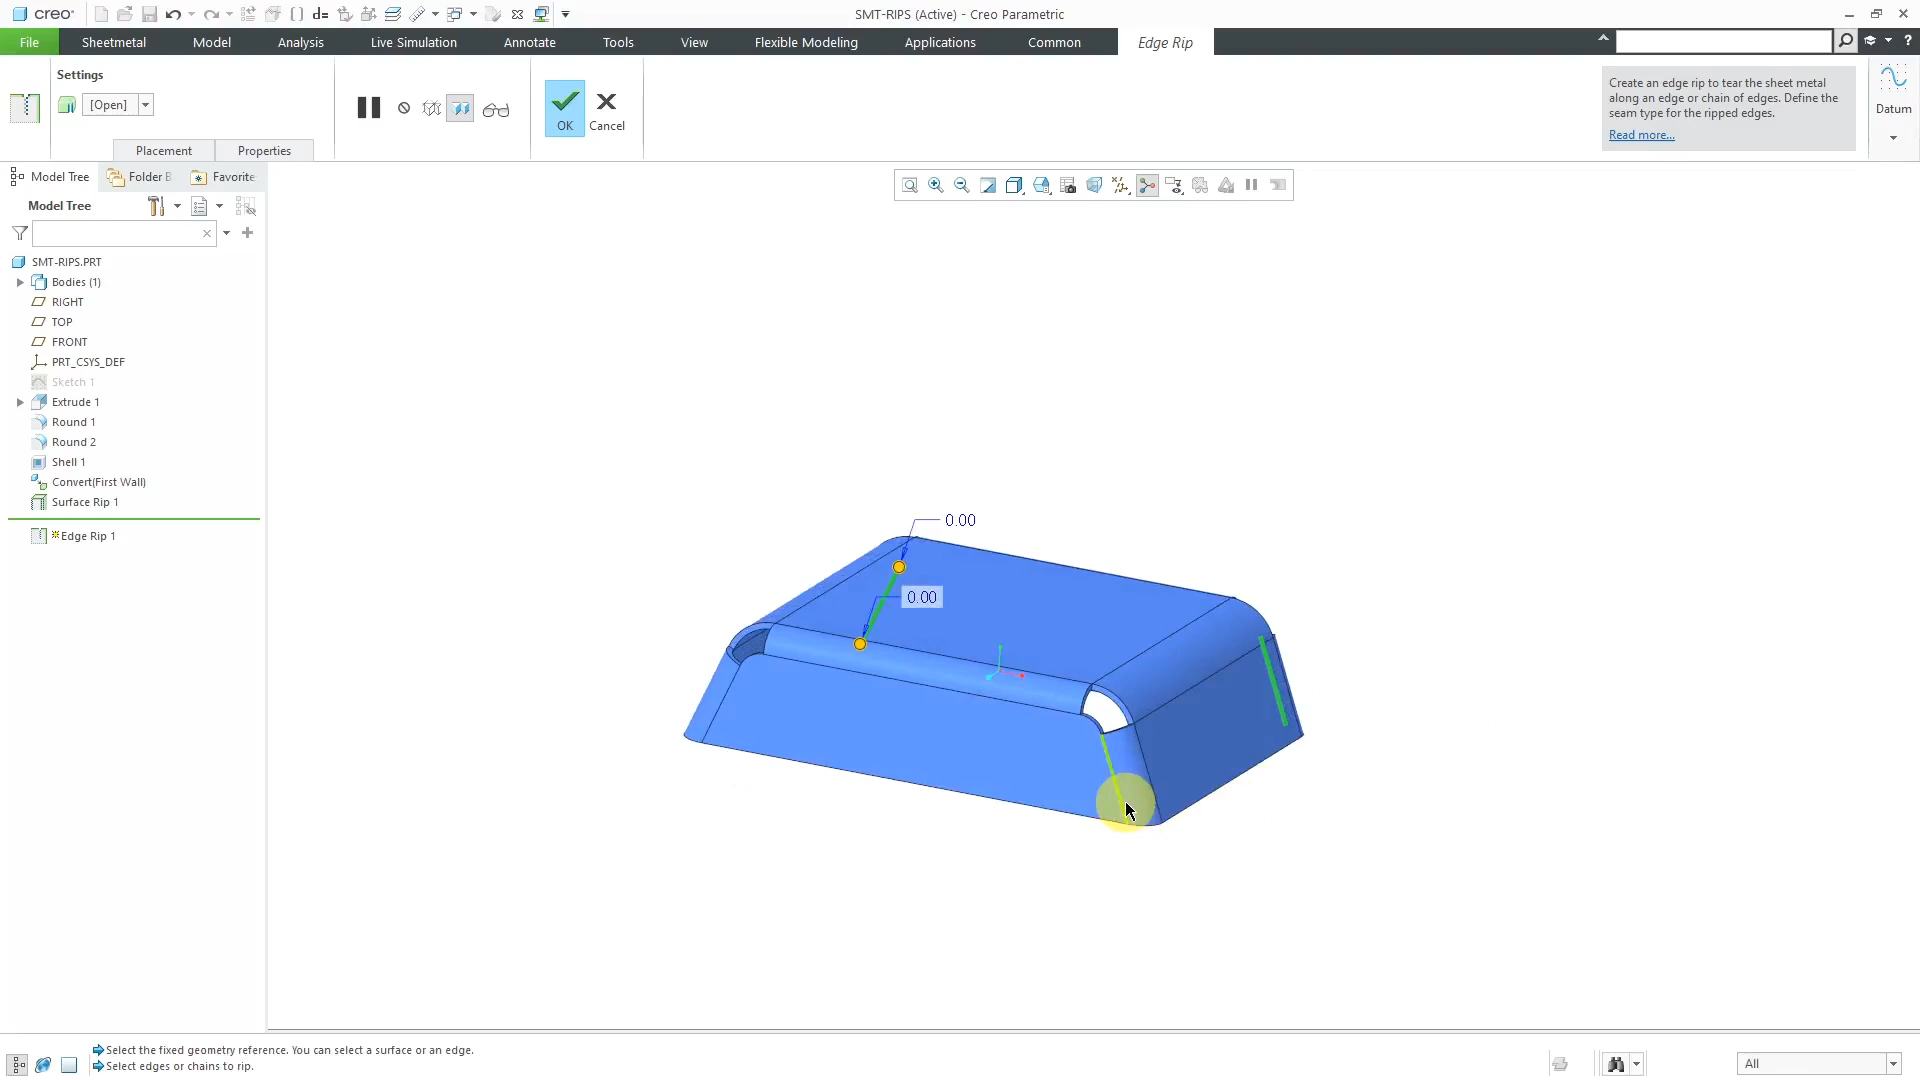 creo
SMT-RIPS (Active) - Creo Parametric
File
Sheetmetal
Model
Analysis
Live Simulation
Annotate
Tools
View
Flexible Modeling
Applications
Common
Edge Rip
Settings
[Open]
OK
Cancel
Placement
Properties
Create an edge rip to tear the sheet metal
along an edge or chain of edges. Define the
seam type for the ripped edges.
Read more...
Datum
Model Tree
Folder B
Favorite
Model Tree
SMT-RIPS.PRT
Bodies (1)
RIGHT
TOP
FRONT
PRT_CSYS_DEF
Sketch 1
Extrude 1
Round 1
Round 2
Shell 1
Convert(First Wall)
Surface Rip 1
Edge Rip 1
0.00
0.00
Select the fixed geometry reference. You can select a surface or an edge.
Select edges or chains to rip.
All